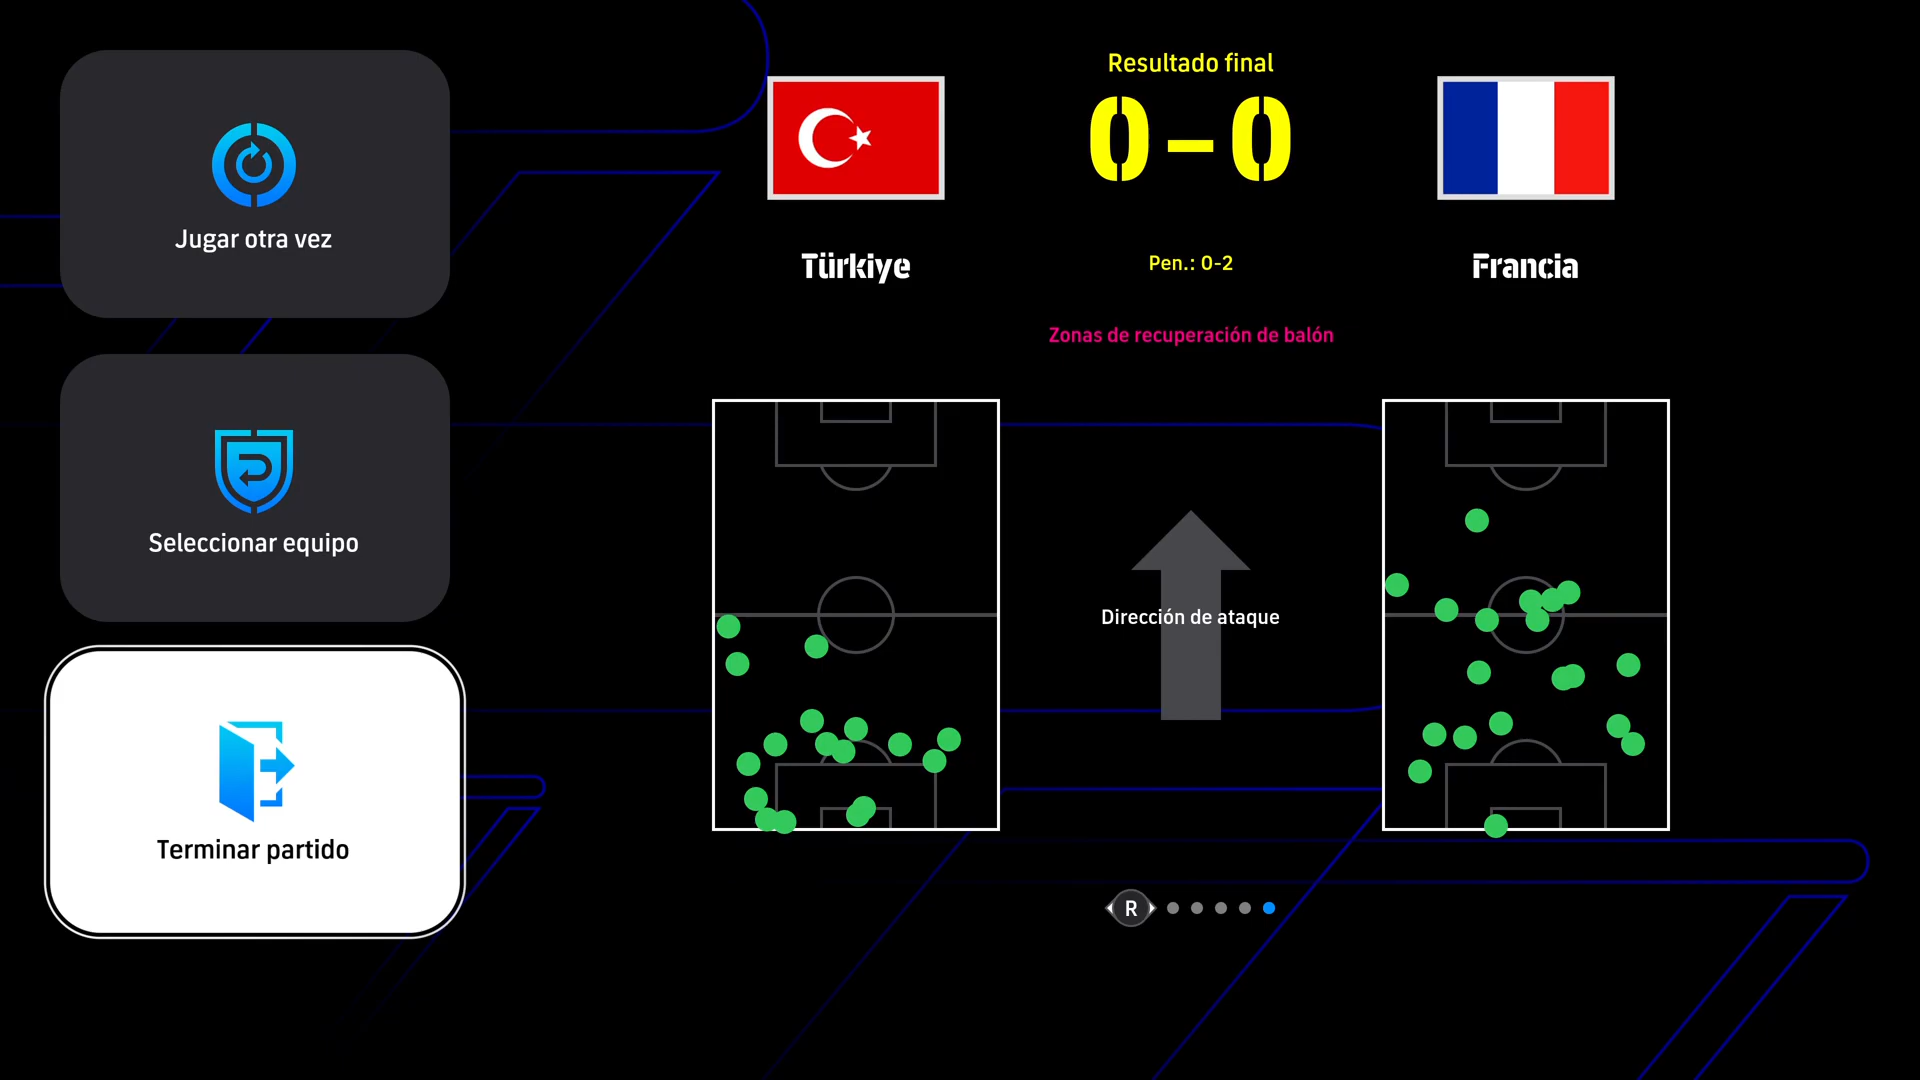 Jugar otra vez
Seleccionar equipo
Terminar partido
Resultado final
0 - 0
Türkiye
Pen.: 0-2
Francia
Zonas de recuperación de balón
Dirección de ataque
R